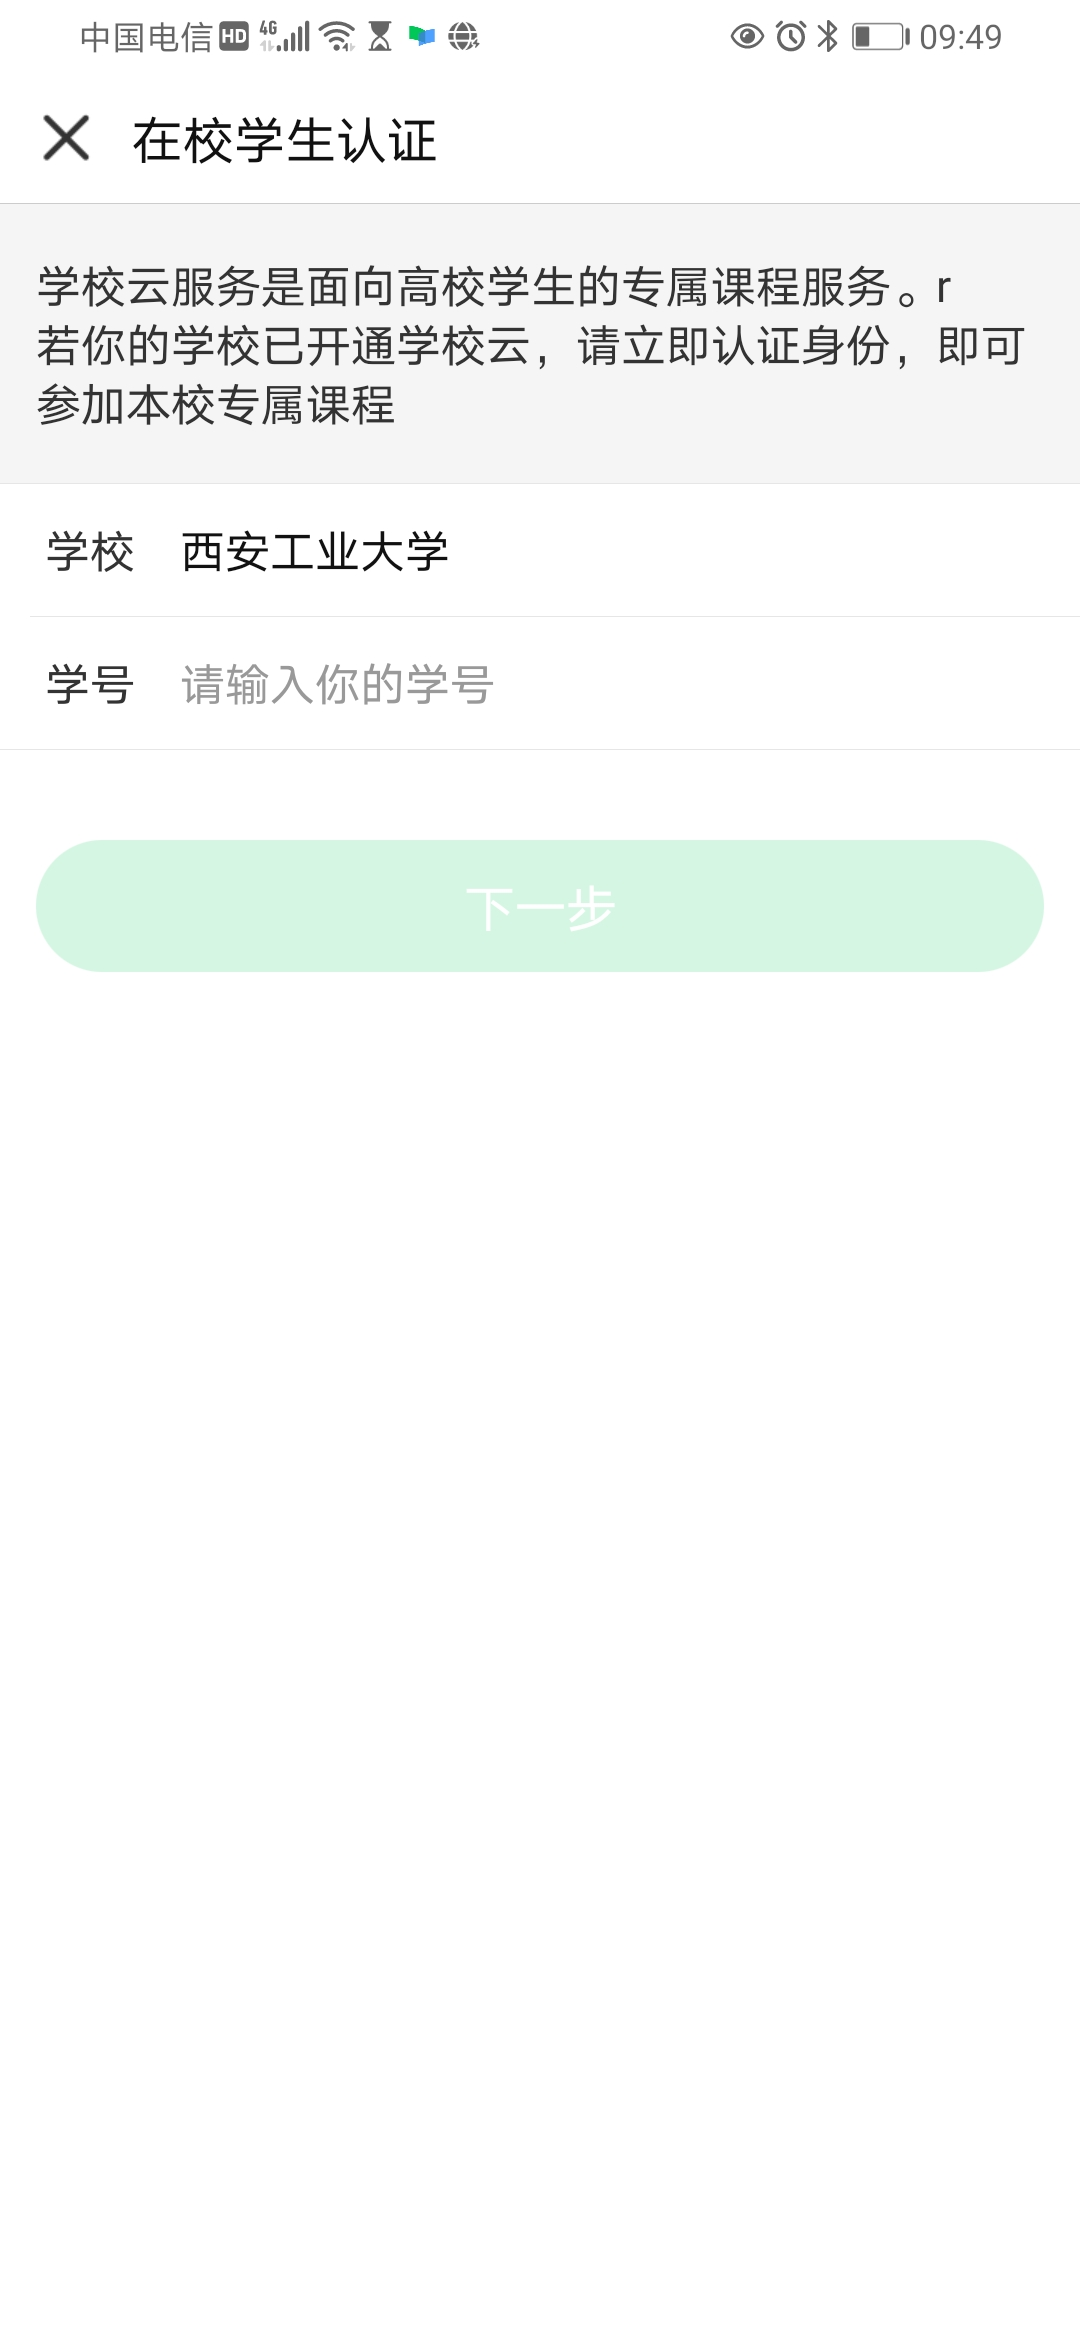 中国电信 HD 4G 09:49
在校学生认证
学校云服务是面向高校学生的专属课程服务。r
若你的学校已开通学校云，请立即认证身份，即可
参加本校专属课程
学校 西安工业大学
学号 请输入你的学号
下一步